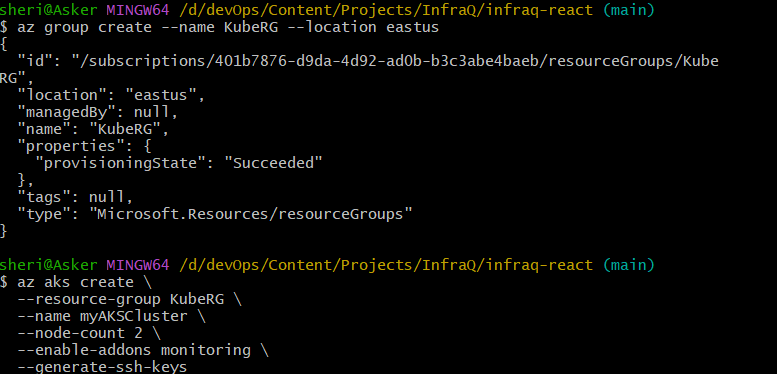 sheri@Asker MINGW64 /d/devOps/Content/Projects/InfraQ/infraq-react (main)
$ az group create --name KubeRG --location eastus
{
  "id": "/subscriptions/401b7876-d9da-4d92-ad0b-b3c3abe4baeb/resourceGroups/Kube
RG",
  "location": "eastus",
  "managedBy": null,
  "name": "KubeRG",
  "properties": {
    "provisioningState": "Succeeded"
  },
  "tags": null,
  "type": "Microsoft.Resources/resourceGroups"
}
sheri@Asker MINGW64 /d/devOps/Content/Projects/InfraQ/infraq-react (main)
$ az aks create \
  --resource-group KubeRG \
  --name myAKSCluster \
  --node-count 2 \
  --enable-addons monitoring \
  --generate-ssh-keys